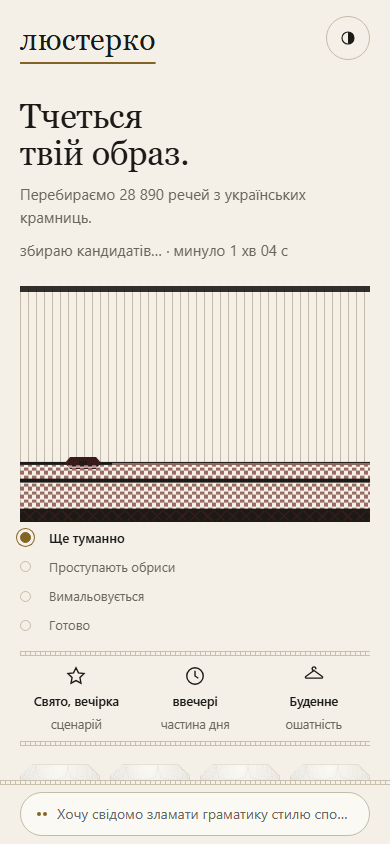 люстерко
Тчеться
твій образ.
Перебираємо 28 890 речей з українських
крамниць.
збираю кандидатів... · минуло 1 хв 04 с
Ще туманно
Проступають обриси
Вимальовується
Готово
Свято, вечірка
ввечері
Буденне
сценарій
частина дня
ошатність
Хочу свідомо зламати граматику стилю спо...